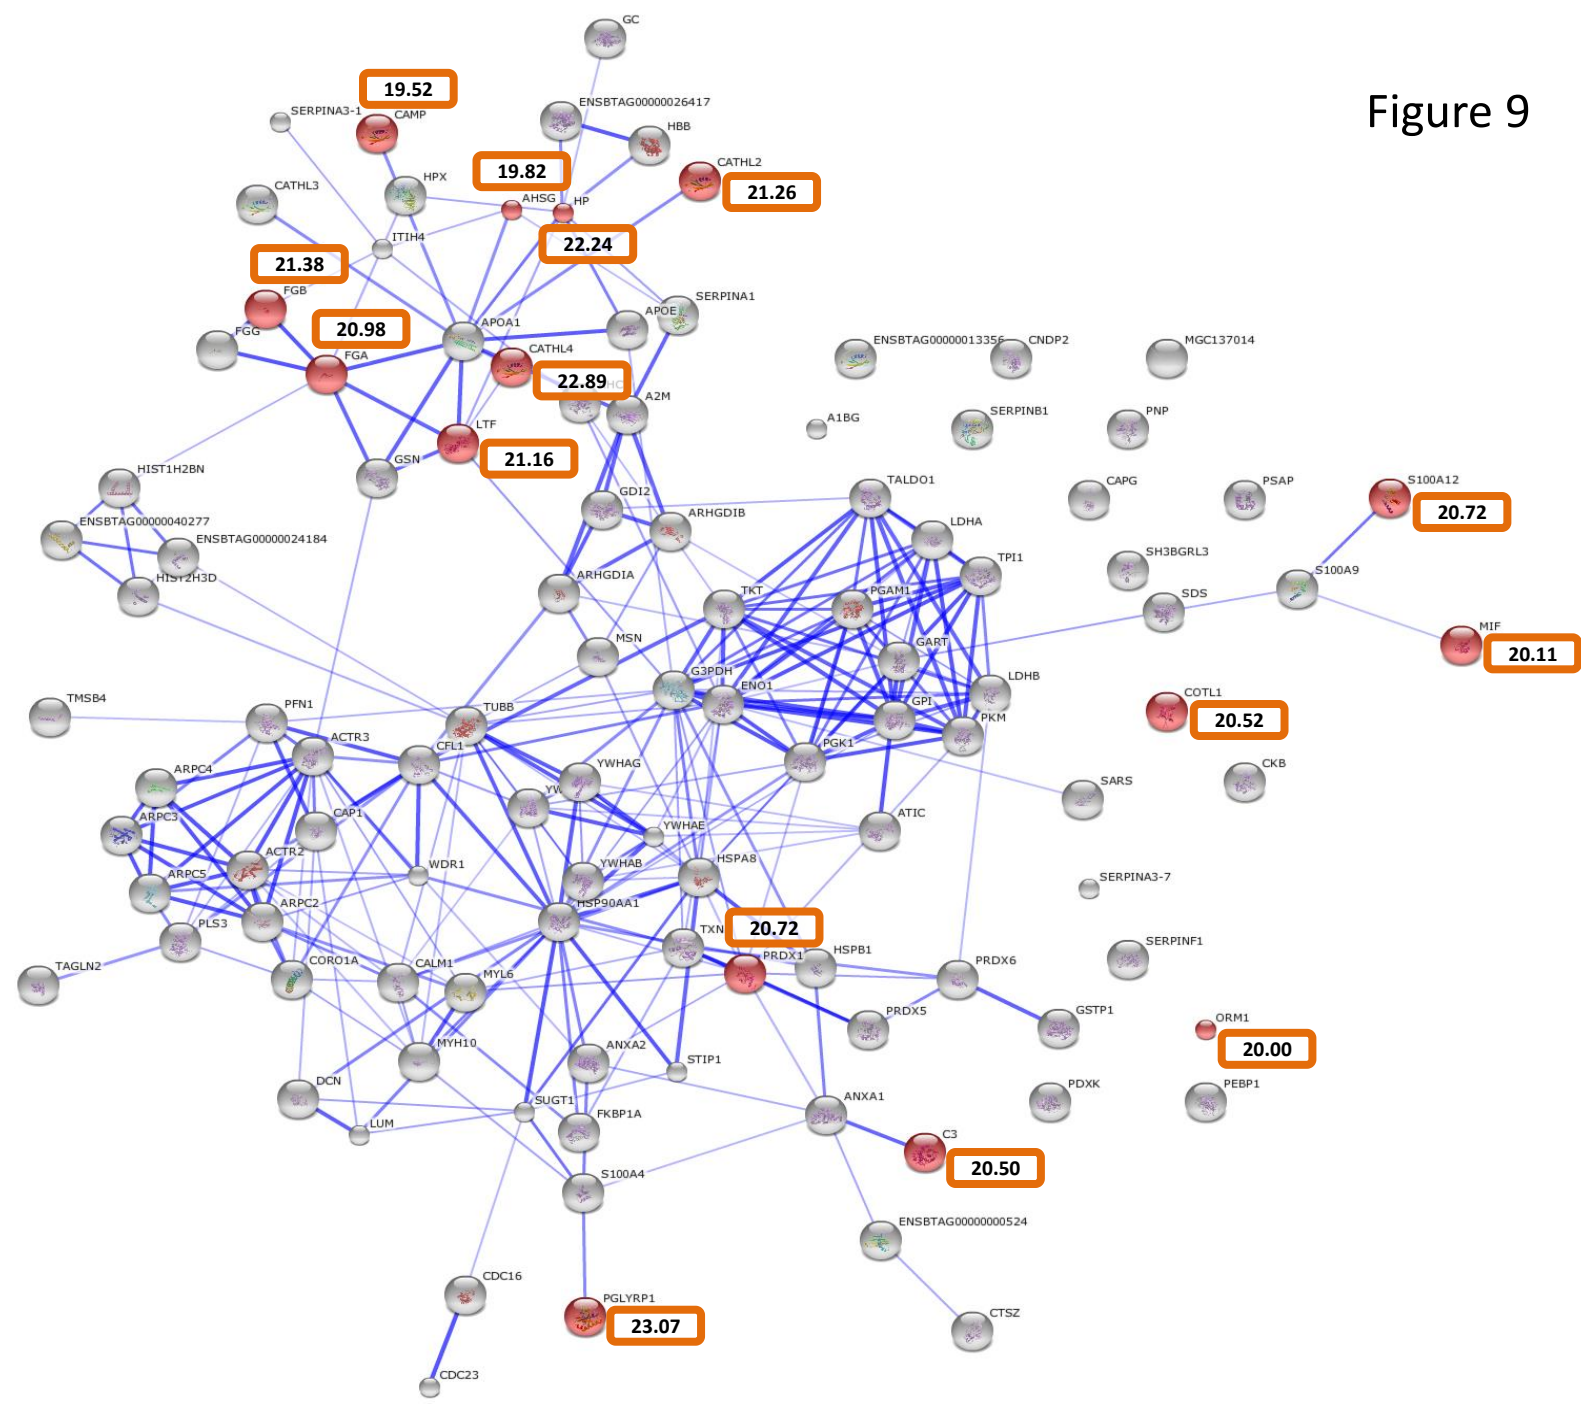 GC
19.52
ENSBTAG00000026417
SERPINA3-1
CAMP
Figure 9
HBB
19.82
CATHL2
HPX
CATHL3
21.26
AHSG
HP
ITIH4
22.24
21.38
FGB
SERPINA1
APOE
20.98
APOA1
FGG
ENSBTAG00000013356
CNDP2
MGC137014
CATHL4
FGA
22.89
A2M
SERPINB1
PNP
A1BG
LTF
21.16
GSN
HIST1H2BN
TALDO1
CAPG
PSAP
S100A12
GDI2
20.72
ARHGDIB
ENSBTAG00000040277
LDHA
ENSBTAG00000024184
SH3BGRL3
TPI1
S100A9
HIST2H3D
ARHGDIA
TKT
PGAM1
SDS
MIF
MSN
GART
20.11
G3PDH
LDHB
ENO1
COTL1
TMSB4
PFN1
TUBB
GPI
20.52
PKM
ACTR3
CFL1
PGK1
ARPC4
YWHAG
CKB
SARS
YW
CAP1
ARPC3
ATIC
YWHAE
ACTR2
WDR1
YWHAB
HSPA8
ARPC5
SERPINA3-7
ARPC2
HSP90AA1
PLS3
20.72
TXN
SERPINF1
HSPB1
TAGLN2
CORO1A
CALM1
PRDX1
PRDX6
MYL6
PRDX5
GSTP1
ORM1
MYH10
ANXA2
20.00
STIP1
DCN
PDXK
PEBP1
SUGT1
ANXA1
LUM
FKBP1A
C3
20.50
S100A4
ENSBTAG00000000524
CDC16
PGLYRP1
CTSZ
23.07
CDC23